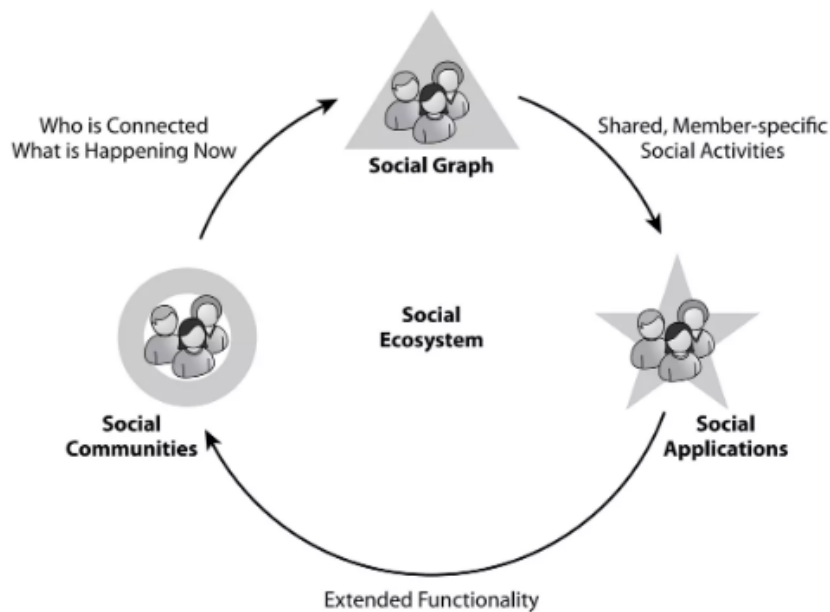 Who is Connected
What is Happening Now
Social Graph
Shared, Member-specific
Social Activities
Social
Ecosystem
Social
Communities
Social
Applications
Extended Functionality